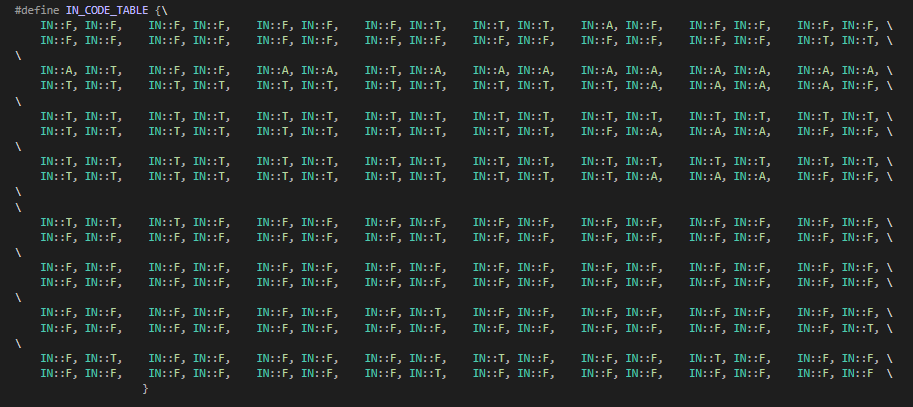 #define IN_CODE_TABLE {\
IN::F, IN::F, IN::F, IN::F, IN::F, IN::F, IN::F, IN::T, IN::T, IN::T, IN::A, IN::F, IN::F, IN::F, IN::F, IN::F, \
IN::F, IN::F, IN::F, IN::F, IN::F, IN::F, IN::F, IN::F, IN::F, IN::F, IN::F, IN::F, IN::F, IN::F, IN::T, IN::T, \
\
IN::A, IN::T, IN::F, IN::F, IN::A, IN::A, IN::T, IN::A, IN::A, IN::A, IN::A, IN::A, IN::A, IN::A, IN::A, IN::A, \
IN::T, IN::T, IN::T, IN::T, IN::T, IN::T, IN::T, IN::T, IN::T, IN::T, IN::T, IN::A, IN::A, IN::A, IN::A, IN::F, \
\
IN::T, IN::T, IN::T, IN::T, IN::T, IN::T, IN::T, IN::T, IN::T, IN::T, IN::T, IN::T, IN::T, IN::T, IN::T, IN::T, \
IN::T, IN::T, IN::T, IN::T, IN::T, IN::T, IN::T, IN::T, IN::T, IN::T, IN::F, IN::A, IN::A, IN::A, IN::F, IN::F, \
\
IN::T, IN::T, IN::T, IN::T, IN::T, IN::T, IN::T, IN::T, IN::T, IN::T, IN::T, IN::T, IN::T, IN::T, IN::T, IN::T, \
IN::T, IN::T, IN::T, IN::T, IN::T, IN::T, IN::T, IN::T, IN::T, IN::T, IN::T, IN::A, IN::A, IN::A, IN::F, IN::F, \
\
\
IN::T, IN::T, IN::T, IN::F, IN::F, IN::F, IN::F, IN::F, IN::F, IN::F, IN::F, IN::F, IN::F, IN::F, IN::F, IN::F, \
IN::F, IN::F, IN::F, IN::F, IN::F, IN::F, IN::F, IN::T, IN::F, IN::F, IN::F, IN::F, IN::F, IN::F, IN::F, IN::F, \
\
IN::F, IN::F, IN::F, IN::F, IN::F, IN::F, IN::F, IN::F, IN::F, IN::F, IN::F, IN::F, IN::F, IN::F, IN::F, IN::F, \
IN::F, IN::F, IN::F, IN::F, IN::F, IN::F, IN::F, IN::F, IN::F, IN::F, IN::F, IN::F, IN::F, IN::F, IN::F, IN::F, \
\
IN::F, IN::F, IN::F, IN::F, IN::F, IN::F, IN::F, IN::T, IN::F, IN::F, IN::F, IN::F, IN::F, IN::F, IN::F, IN::F, \
IN::F, IN::F, IN::F, IN::F, IN::F, IN::F, IN::F, IN::F, IN::F, IN::F, IN::F, IN::F, IN::F, IN::F, IN::F, IN::T, \
\
IN::F, IN::T, IN::F, IN::F, IN::F, IN::F, IN::F, IN::F, IN::T, IN::F, IN::F, IN::F, IN::T, IN::F, IN::F, IN::F, \
IN::F, IN::F, IN::F, IN::F, IN::F, IN::F, IN::F, IN::T, IN::F, IN::F, IN::F, IN::F, IN::F, IN::F, IN::F, IN::F \
}